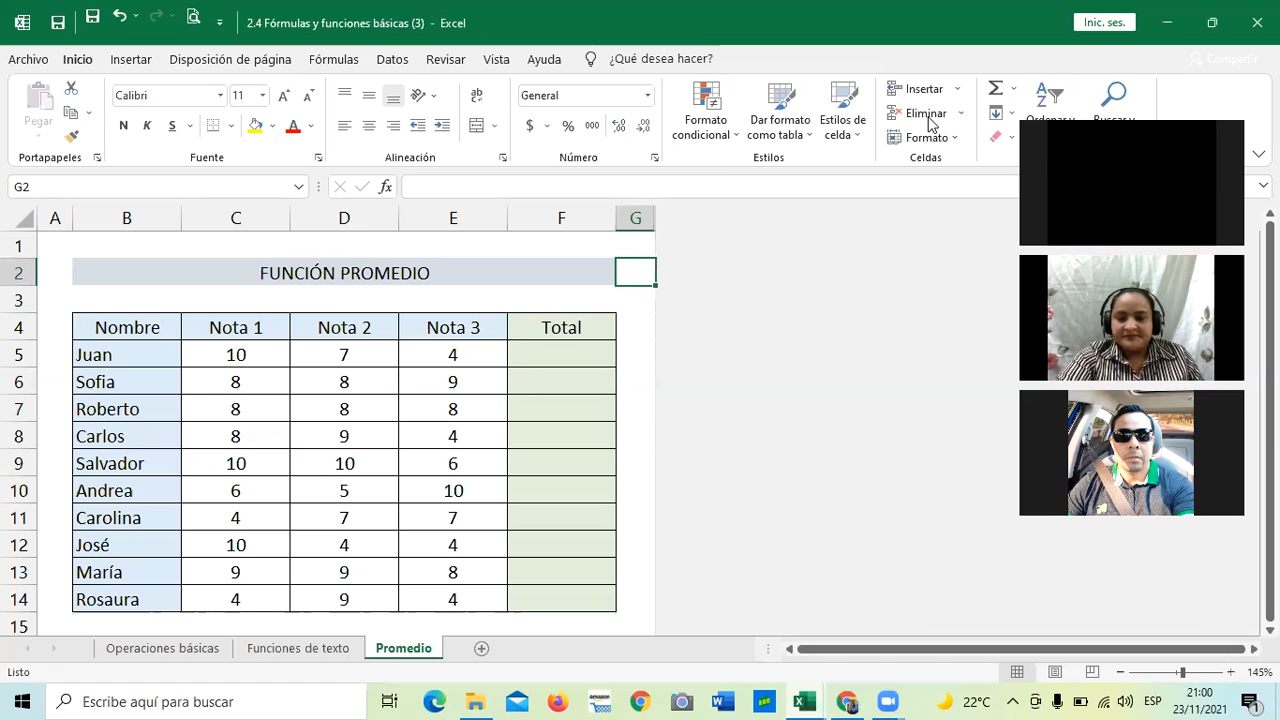 2.4 Fórmulas y funciones básicas (3) - Excel
Inic. ses.
Archivo Inicio Insertar Disposición de página Fórmulas Datos Revisar Vista Ayuda ¿Qué desea hacer? Compartir
Pegar
Calibri 11
N K S
General
$ % 000
Formato condicional
Dar formato como tabla
Estilos de celda
Insertar
Eliminar
Formato
Ordenar y
Buscar y
Portapapeles Fuente Alineación Número Estilos Celdas
G2 fx
A B C D E F G
1
2 FUNCIÓN PROMEDIO
3
4 Nombre Nota 1 Nota 2 Nota 3 Total
5 Juan 10 7 4
6 Sofia 8 8 9
7 Roberto 8 8 8
8 Carlos 8 9 4
9 Salvador 10 10 6
10 Andrea 6 5 10
11 Carolina 4 7 7
12 José 10 4 4
13 María 9 9 8
14 Rosaura 4 9 4
15
Operaciones básicas Funciones de texto Promedio
Listo 145%
Escribe aquí para buscar 22°C ESP 21:00
23/11/2021